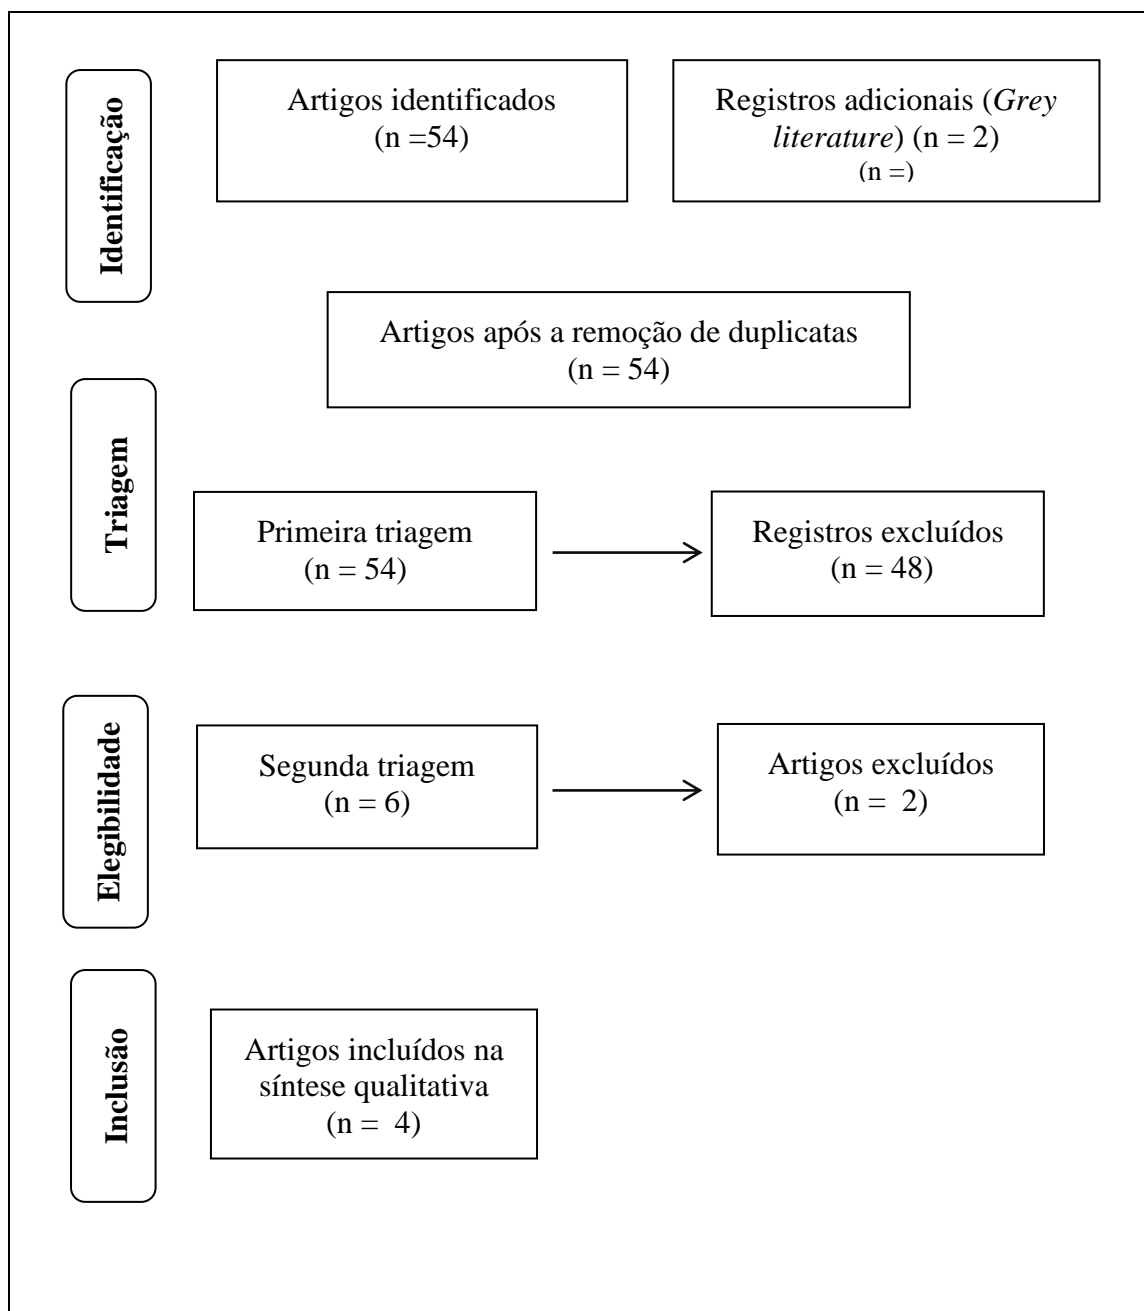 Identificação
Artigos identificados
(n =54)
Registros adicionais (Grey
literature) (n = 2)
(n =)
Artigos após a remoção de duplicatas
(n = 54)
Triagem
Primeira triagem
(n = 54)
Registros excluídos
(n = 48)
Elegibilidade
Segunda triagem
(n = 6)
Artigos excluídos
(n =  2)
Inclusão
Artigos incluídos na
síntese qualitativa
(n =  4)